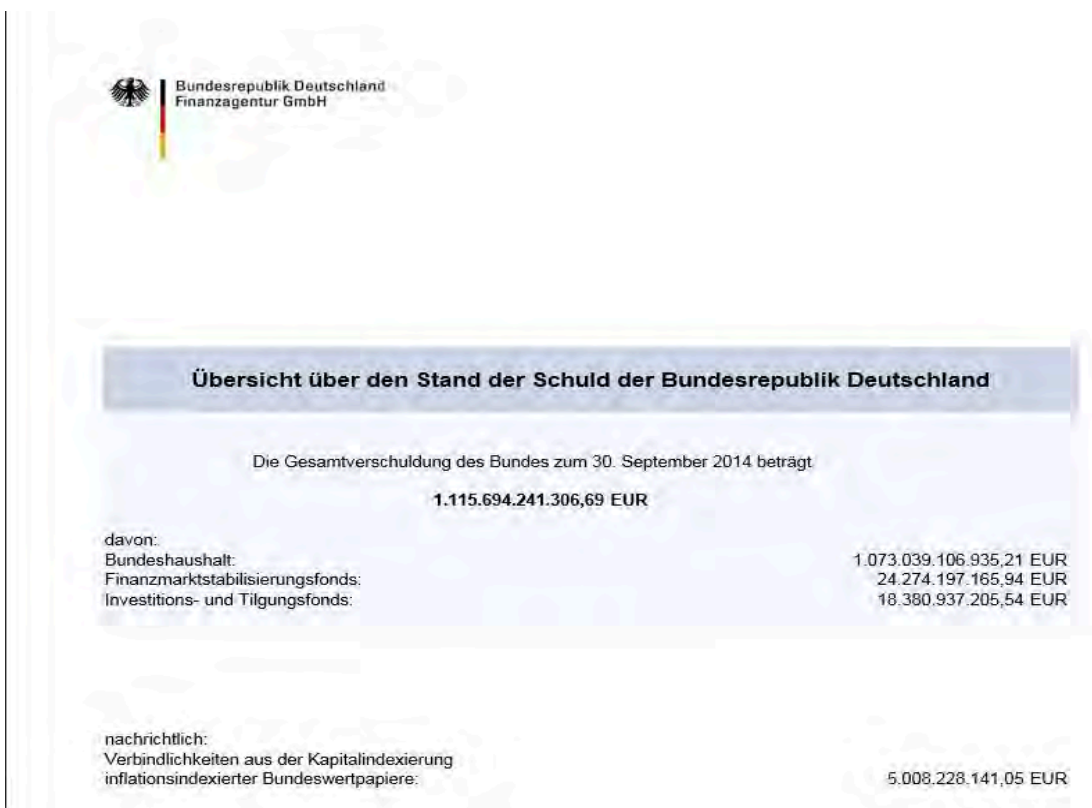 Bundesrepublik Deutschland
Finanzagentur GmbH
Übersicht über den Stand der Schuld der Bundesrepublik Deutschland
Die Gesamtverschuldung des Bundes zum 30. September 2014 beträgt
1.115.694.241.306,69 EUR
davon:
Bundeshaushalt: 1.073.039.106.935,21 EUR
Finanzmarktstabilisierungsfonds: 24.274.197.165,94 EUR
Investitions- und Tilgungsfonds: 18.380.937.205,54 EUR
nachrichtlich:
Verbindlichkeiten aus der Kapitalindexierung
inflationsindexierter Bundeswertpapiere: 5.008.228.141,05 EUR